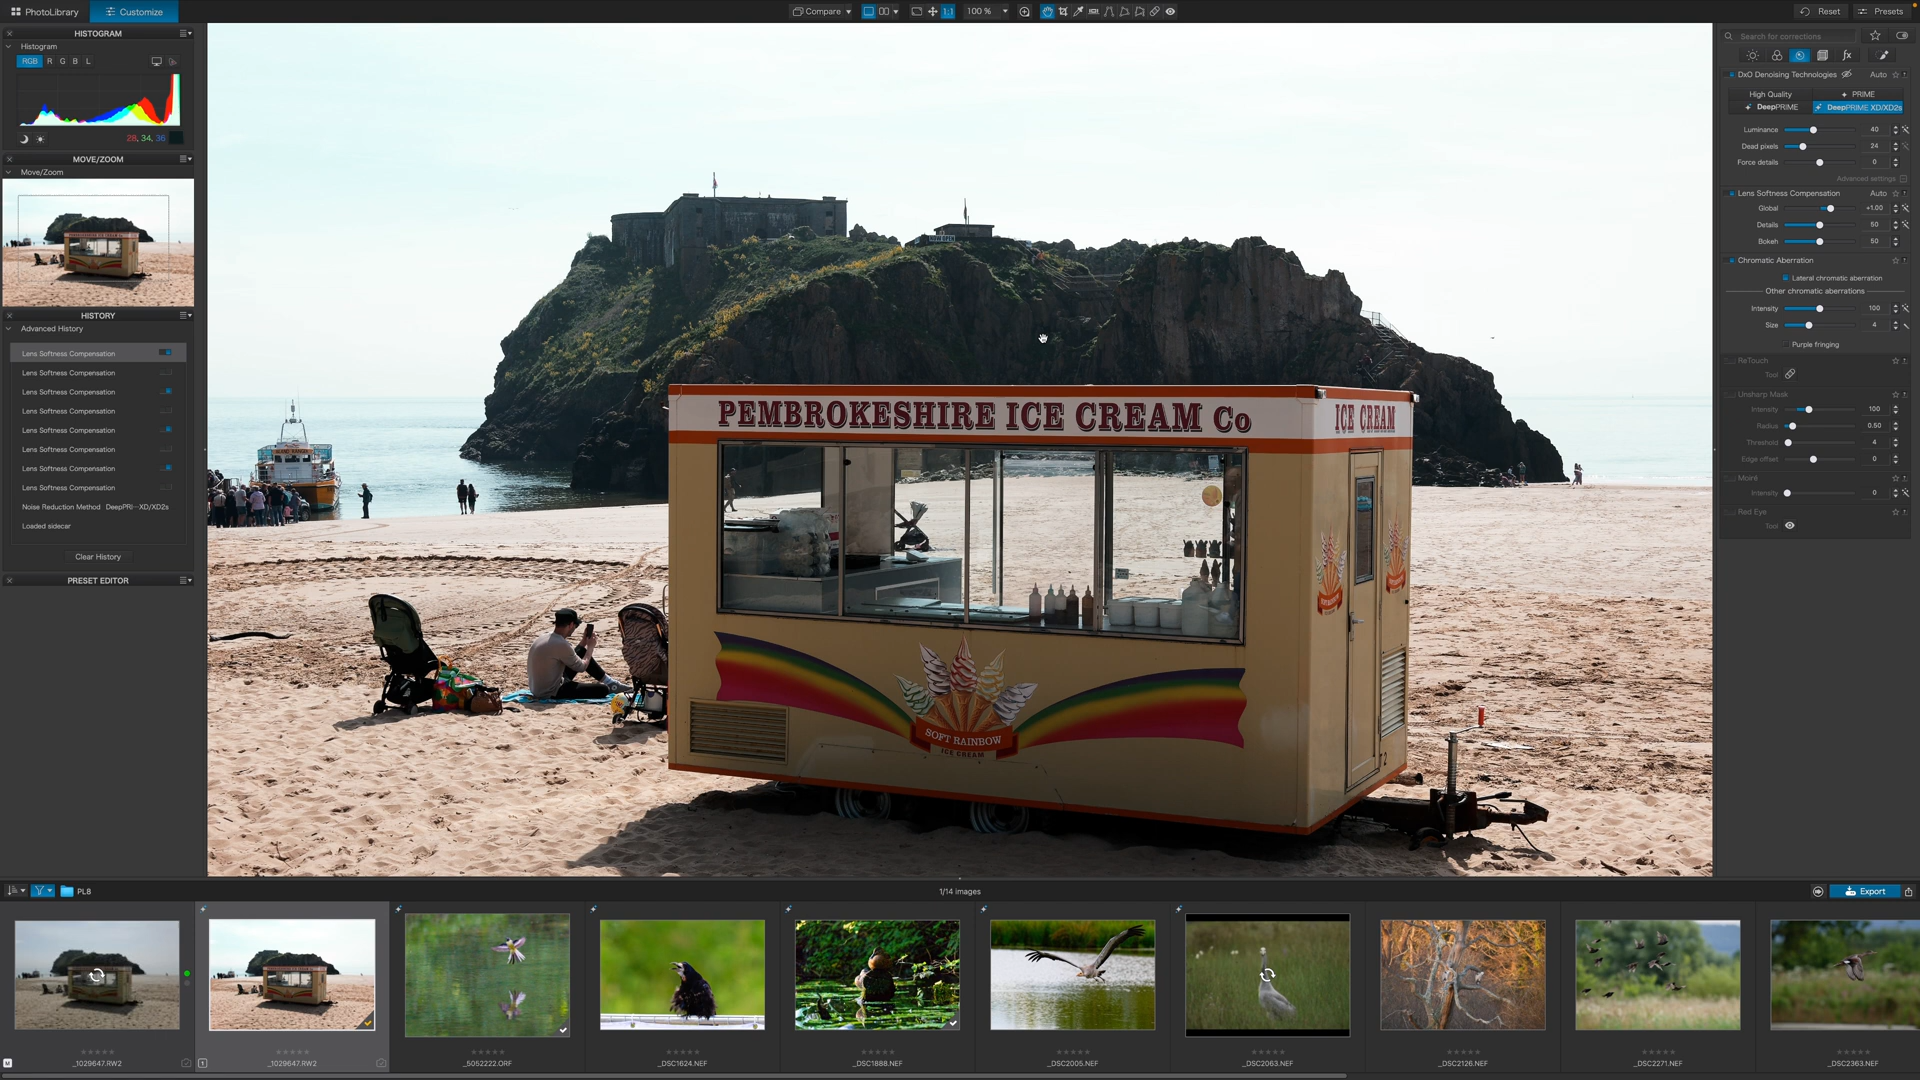 PhotoLibrary
Customize
Compare
1:1
100 %
Reset
Presets
HISTOGRAM
Histogram
RGB R G B L
28, 34, 36
MOVE/ZOOM
Move/Zoom
HISTORY
Advanced History
Lens Softness Compensation
Lens Softness Compensation
Lens Softness Compensation
Lens Softness Compensation
Lens Softness Compensation
Lens Softness Compensation
Lens Softness Compensation
Lens Softness Compensation
Noise Reduction Method DeepPRI···XD/XD2s
Loaded sidecar
Clear History
PRESET EDITOR
PEMBROKESHIRE ICE CREAM Co
ICE CREAM
SOFT RAINBOW
ICE CREAM
Search for corrections
fx
DxO Denoising Technologies Auto
High Quality PRIME
DeepPRIME DeepPRIME XD/XD2s
Luminance 40
Dead pixels 24
Force details 0
Advanced settings
Lens Softness Compensation Auto
Global +1.00
Details 50
Bokeh 50
Chromatic Aberration
Lateral chromatic aberration
Other chromatic aberrations
Intensity 100
Size 4
Purple fringing
ReTouch
Tool
Unsharp Mask
Intensity 100
Radius 0.50
Threshold 4
Edge offset 0
Moiré
Intensity 0
Red Eye
Tool
PL8
1/14 images
Export
M
_1029647.RW2
1
_1029647.RW2
_5052222.ORF
_DSC1624.NEF
_DSC1888.NEF
_DSC2005.NEF
_DSC2063.NEF
_DSC2126.NEF
_DSC2271.NEF
_DSC2363.NEF